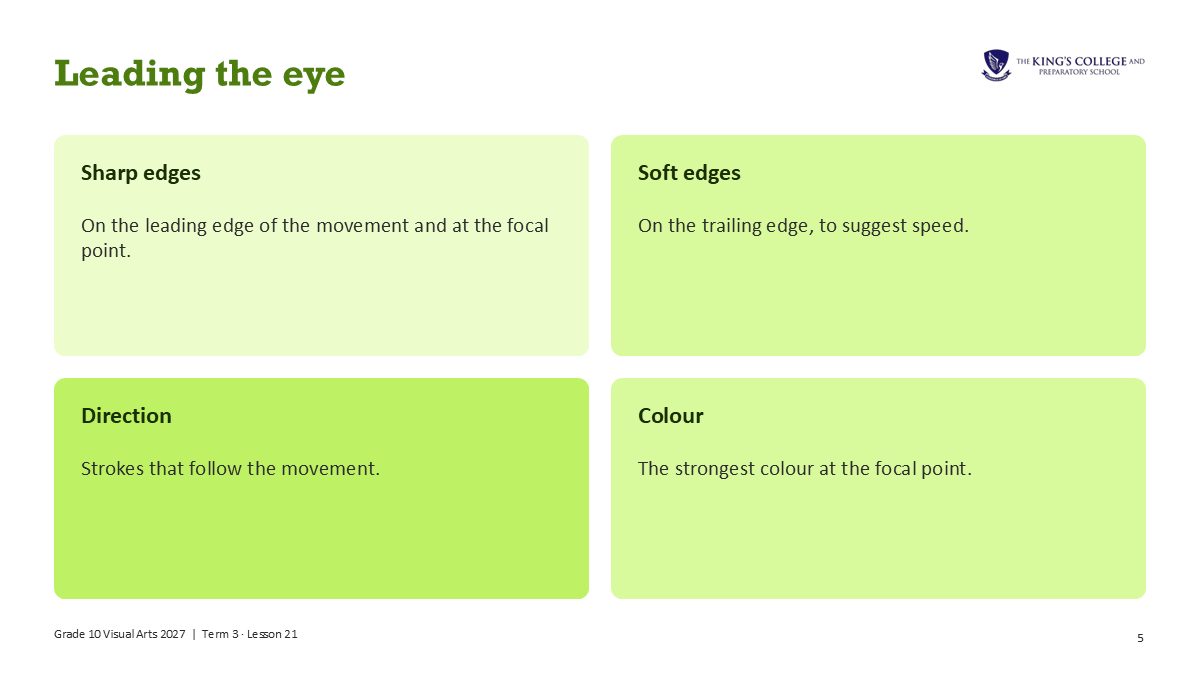 Leading the eye
THE KING'S COLLEGE AND
PREPARATORY SCHOOL
Sharp edges
On the leading edge of the movement and at the focal
point.
Soft edges
On the trailing edge, to suggest speed.
Direction
Strokes that follow the movement.
Colour
The strongest colour at the focal point.
Grade 10 Visual Arts 2027 | Term 3 · Lesson 21
5